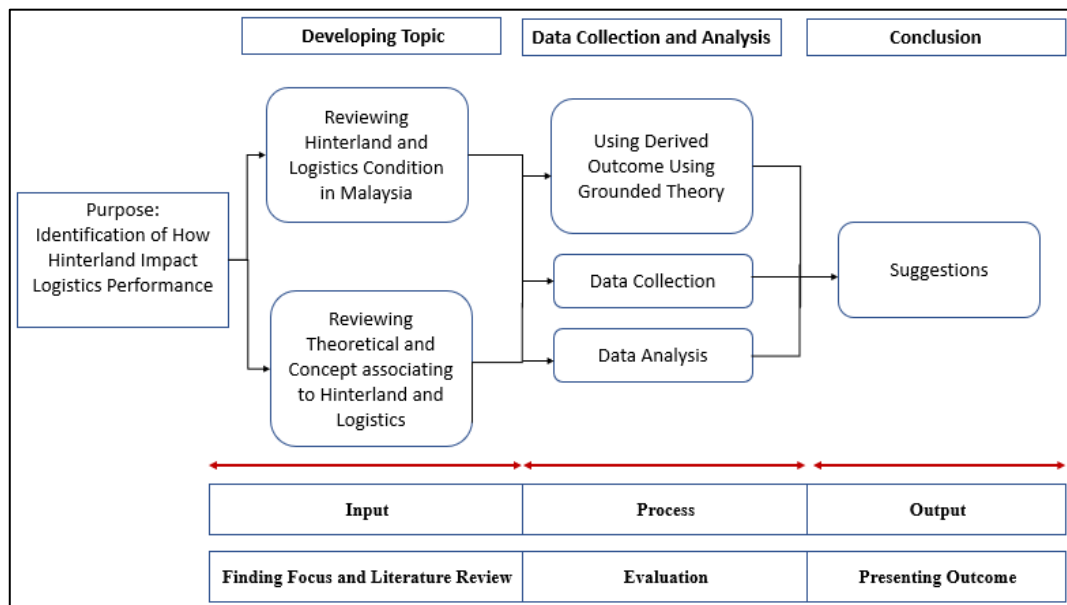 Developing Topic
Data Collection and Analysis
Conclusion
Purpose:
Identification of How
Hinterland Impact
Logistics Performance
Reviewing
Hinterland and
Logistics Condition
in Malaysia
Reviewing
Theoretical and
Concept associating
to Hinterland and
Logistics
Using Derived
Outcome Using
Grounded Theory
Data Collection
Data Analysis
Suggestions
Input
Process
Output
Finding Focus and Literature Review
Evaluation
Presenting Outcome